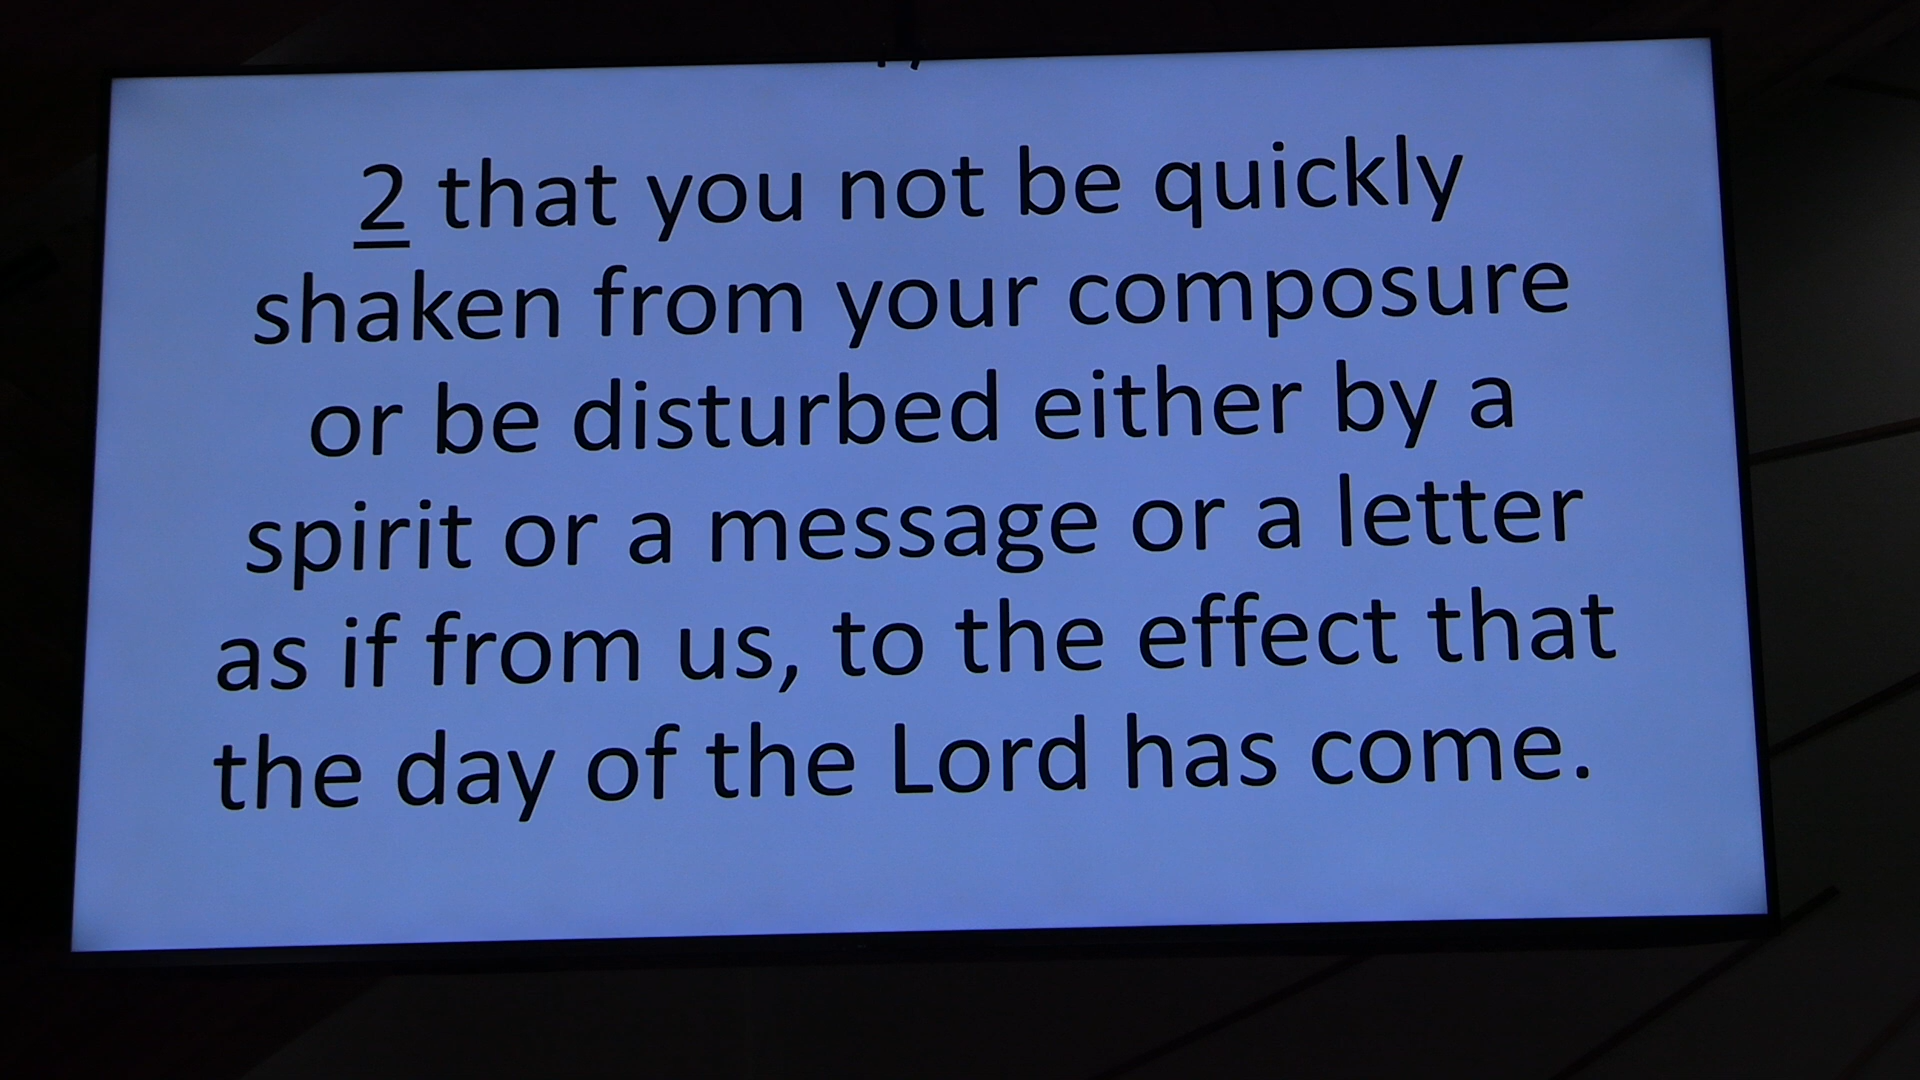 2 that you not be quickly
shaken from your composure
or be disturbed either by a
spirit or a message or a letter
as if from us, to the effect that
the day of the Lord has come.